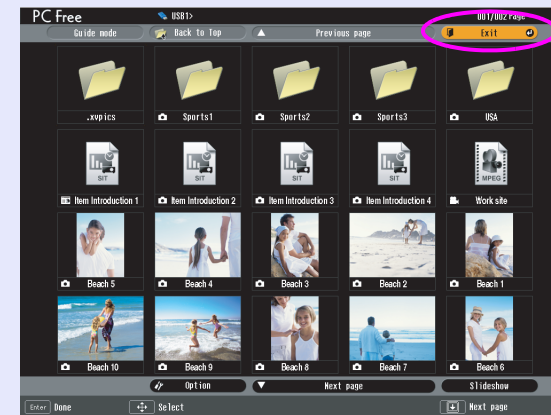 PC Free USB1> 001/002 Page
Guide mode Back to Top Previous page Exit
.xvpics Sports1 Sports2 Sports3 USA
SIT SIT SIT SIT MPEG
Item Introduction 1 Item Introduction 2 Item Introduction 3 Item Introduction 4 Work site
Beach 5 Beach 4 Beach 3 Beach 2 Beach 1
Beach 10 Beach 9 Beach 8 Beach 7 Beach 6
Option Next page Slideshow
Enter Done Select Next page